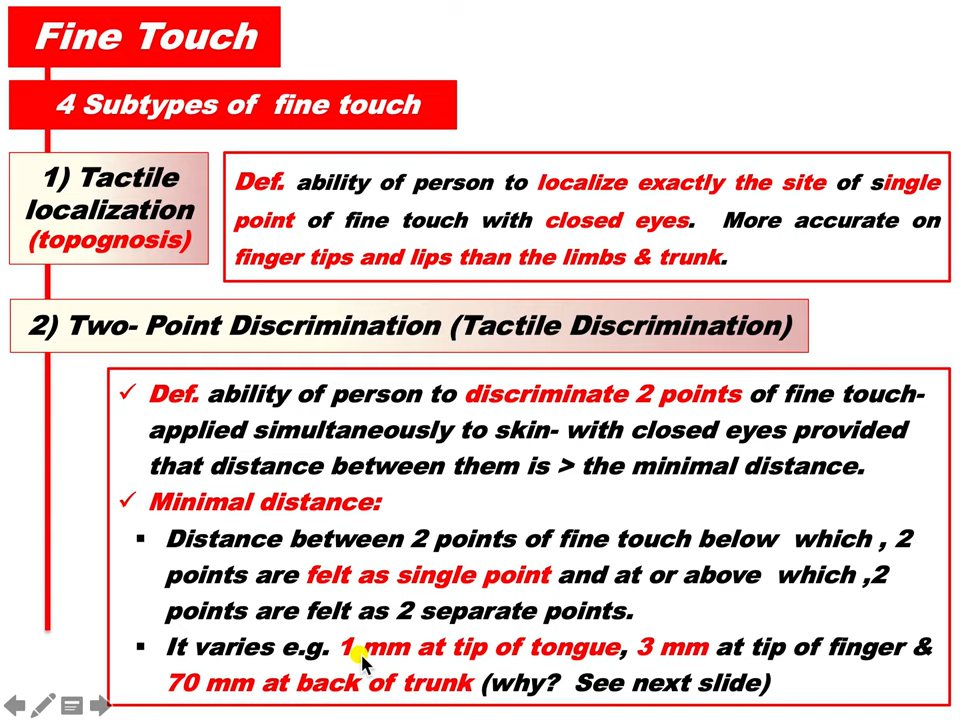 Fine Touch
4 Subtypes of fine touch
1) Tactile
localization
(topognosis)
Def. ability of person to localize exactly the site of single
point of fine touch with closed eyes. More accurate on
finger tips and lips than the limbs & trunk.
2) Two- Point Discrimination (Tactile Discrimination)
✓ Def. ability of person to discriminate 2 points of fine touch-
applied simultaneously to skin- with closed eyes provided
that distance between them is > the minimal distance.
✓ Minimal distance:
▪ Distance between 2 points of fine touch below which , 2
points are felt as single point and at or above which ,2
points are felt as 2 separate points.
▪ It varies e.g. 1 mm at tip of tongue, 3 mm at tip of finger &
70 mm at back of trunk (why? See next slide)